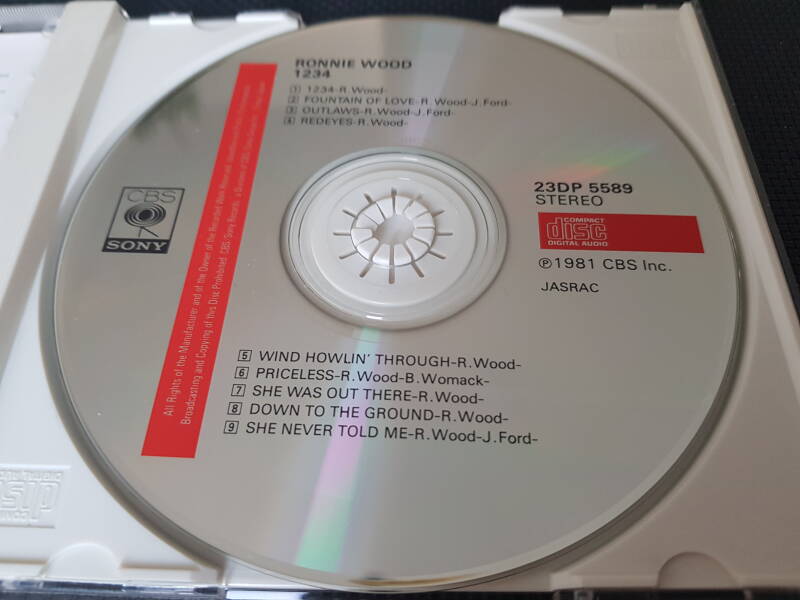 RONNIE WOOD
1234
1 1234-R.Wood-
2 FOUNTAIN OF LOVE-R.Wood-J.Ford-
3 OUTLAWS-R.Wood-J.Ford-
4 REDEYES-R.Wood-
CBS
SONY
23DP 5589
STEREO
COMPACT
disc
DIGITAL AUDIO
Ⓟ1981 CBS Inc.
JASRAC
5 WIND HOWLIN' THROUGH-R.Wood-
6 PRICELESS-R.Wood-B.Womack-
7 SHE WAS OUT THERE-R.Wood-
8 DOWN TO THE GROUND-R.Wood-
9 SHE NEVER TOLD ME-R.Wood-J.Ford-
All Rights of the Manufacturer and of the Owner of the Recorded Work Reserved.
Broadcasting and Copying of this Disc Prohibited. CBS/Sony Records